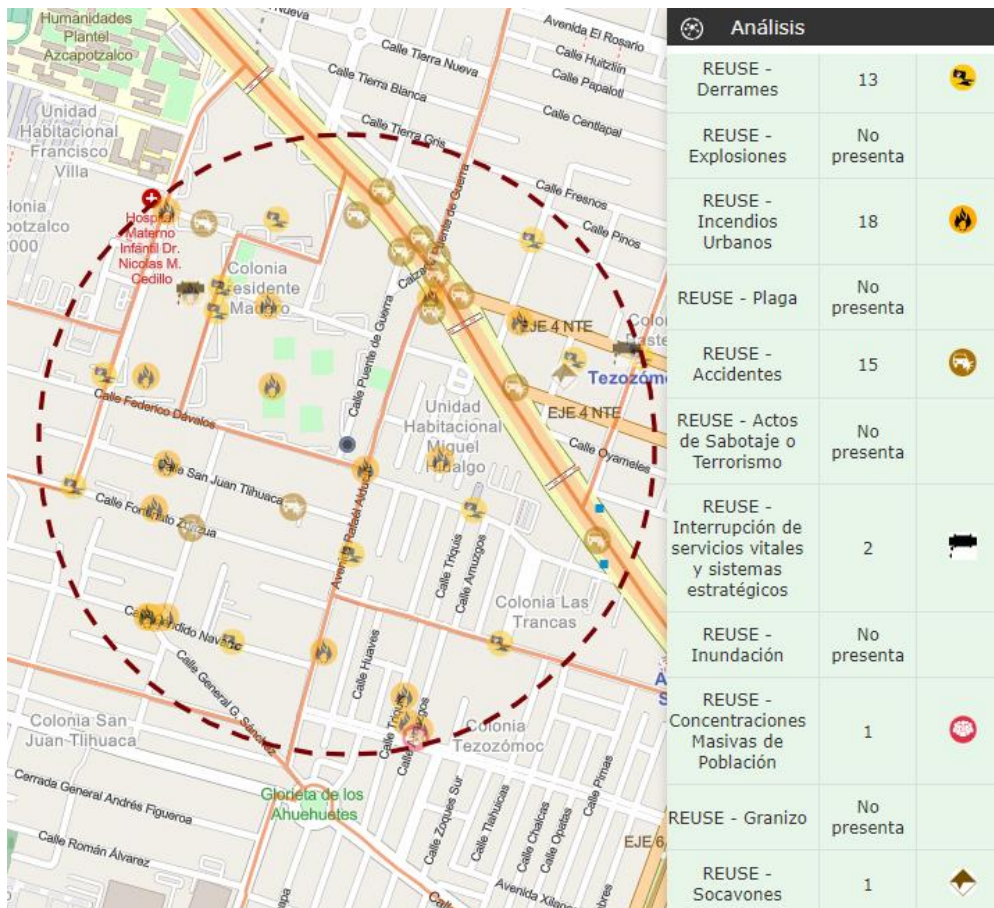 Humanidades
Plantel
Azcapotzalco
Nueva
Avenida El Rosario
Calle Huitzilin
Calle Papalotl
Calle Tierra Nueva
Calle Tierra Blanca
Calle Centlapal
Calle Tierra Gris
Unidad
Habitacional
Francisco
Villa
Calle Fresnos
Calle Pinos
Hospital
Materno
Infantil Dr.
Nicolas M.
Cedillo
2000
Colonia
Presidente
Madero
Calzada Puente de Guerra
Calle Puente de Guerra
EJE 4 NTE
Calle Federico Dávalos
EJE 4 NTE
Unidad
Habitacional
Miguel
Hidalgo
Calle Oyameles
Calle San Juan Tlihuaca
Calle Fortunato Zuazua
Avenida Rafael Alducin
Calle Triquis
Calle Amuzgos
Colonia Las
Trancas
Calle Huaves
Calle General G. Sánchez
Colonia San
Juan Tlihuaca
Calle Triquis
Colonia
Tezozómoc
Cerrada General Andrés Figueroa
Glorieta de los
Ahuehuetes
Calle Zoques Sur
Calle Tlahuicas
Calle Chalcas
Calle Opatas
Calle Pimas
EJE 6
Calle Román Álvarez
Avenida
Análisis
REUSE -
Derrames
13
REUSE -
Explosiones
No
presenta
REUSE -
Incendios
Urbanos
18
REUSE - Plaga
No
presenta
REUSE -
Accidentes
15
REUSE - Actos
de Sabotaje o
Terrorismo
No
presenta
REUSE -
Interrupción de
servicios vitales
y sistemas
estratégicos
2
REUSE -
Inundación
No
presenta
REUSE -
Concentraciones
Masivas de
Población
1
REUSE - Granizo
No
presenta
REUSE -
Socavones
1